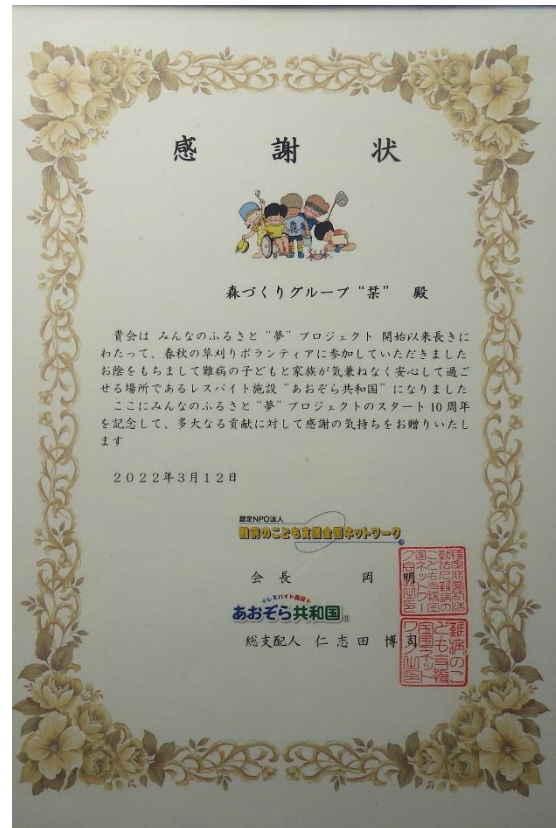 感謝状
森づくりグループ“栞” 殿
貴会は みんなのふるさと“夢”プロジェクト 開始以来長きに
わたって、春秋の草刈りボランティアに参加していただきました
お陰をもちまして難病の子どもと家族が気兼ねなく安心して過ご
せる場所であるレスパイト施設“あおぞら共和国”になりました
ここにみんなのふるさと“夢”プロジェクトのスタート10周年
を記念して、多大なる貢献に対して感謝の気持ちをお贈りいたし
ます
2022年3月12日
認定NPO法人
難病のこども支援全国ネットワーク
会長 岡 明
レスパイト施設
あおぞら共和国
総支配人 仁志田 博司